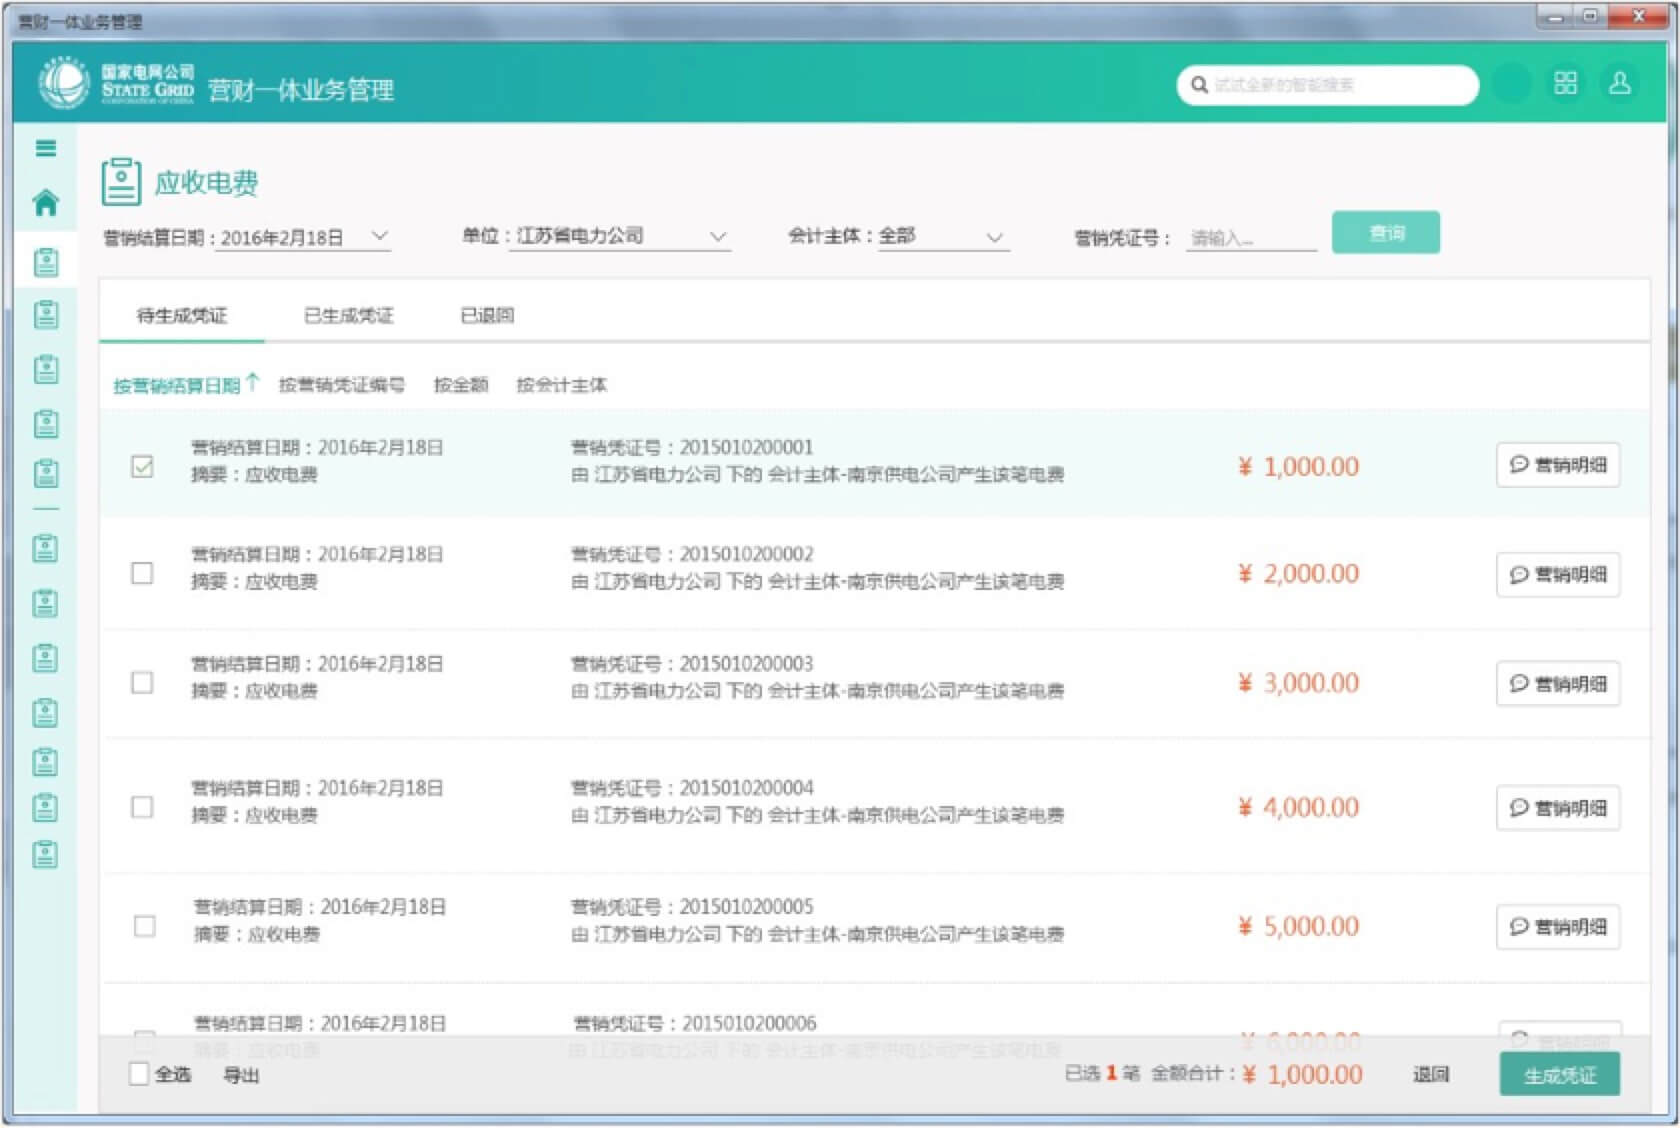 营财一体业务管理
国家电网公司
STATE GRID
CORPORATION OF CHINA
营财一体业务管理
试试全新的智能搜索
应收电费
营销结算日期：2016年2月18日 单位：江苏省电力公司 会计主体：全部 营销凭证号： 请输入... 查询
待生成凭证 已生成凭证 已退回
按营销结算日期↑ 按营销凭证编号 按金额 按会计主体
营销结算日期：2016年2月18日 营销凭证号：2015010200001
摘要：应收电费 由 江苏省电力公司 下的 会计主体-南京供电公司产生该笔电费
¥ 1,000.00 营销明细
营销结算日期：2016年2月18日 营销凭证号：2015010200002
摘要：应收电费 由 江苏省电力公司 下的 会计主体-南京供电公司产生该笔电费
¥ 2,000.00 营销明细
营销结算日期：2016年2月18日 营销凭证号：2015010200003
摘要：应收电费 由 江苏省电力公司 下的 会计主体-南京供电公司产生该笔电费
¥ 3,000.00 营销明细
营销结算日期：2016年2月18日 营销凭证号：2015010200004
摘要：应收电费 由 江苏省电力公司 下的 会计主体-南京供电公司产生该笔电费
¥ 4,000.00 营销明细
营销结算日期：2016年2月18日 营销凭证号：2015010200005
摘要：应收电费 由 江苏省电力公司 下的 会计主体-南京供电公司产生该笔电费
¥ 5,000.00 营销明细
营销结算日期：2016年2月18日 营销凭证号：2015010200006
摘要：应收电费 由 江苏省电力公司 下的 会计主体-南京供电公司产生该笔电费
¥ 6,000.00 营销明细
全选 导出 已选 1 笔 金额合计：¥ 1,000.00 退回 生成凭证